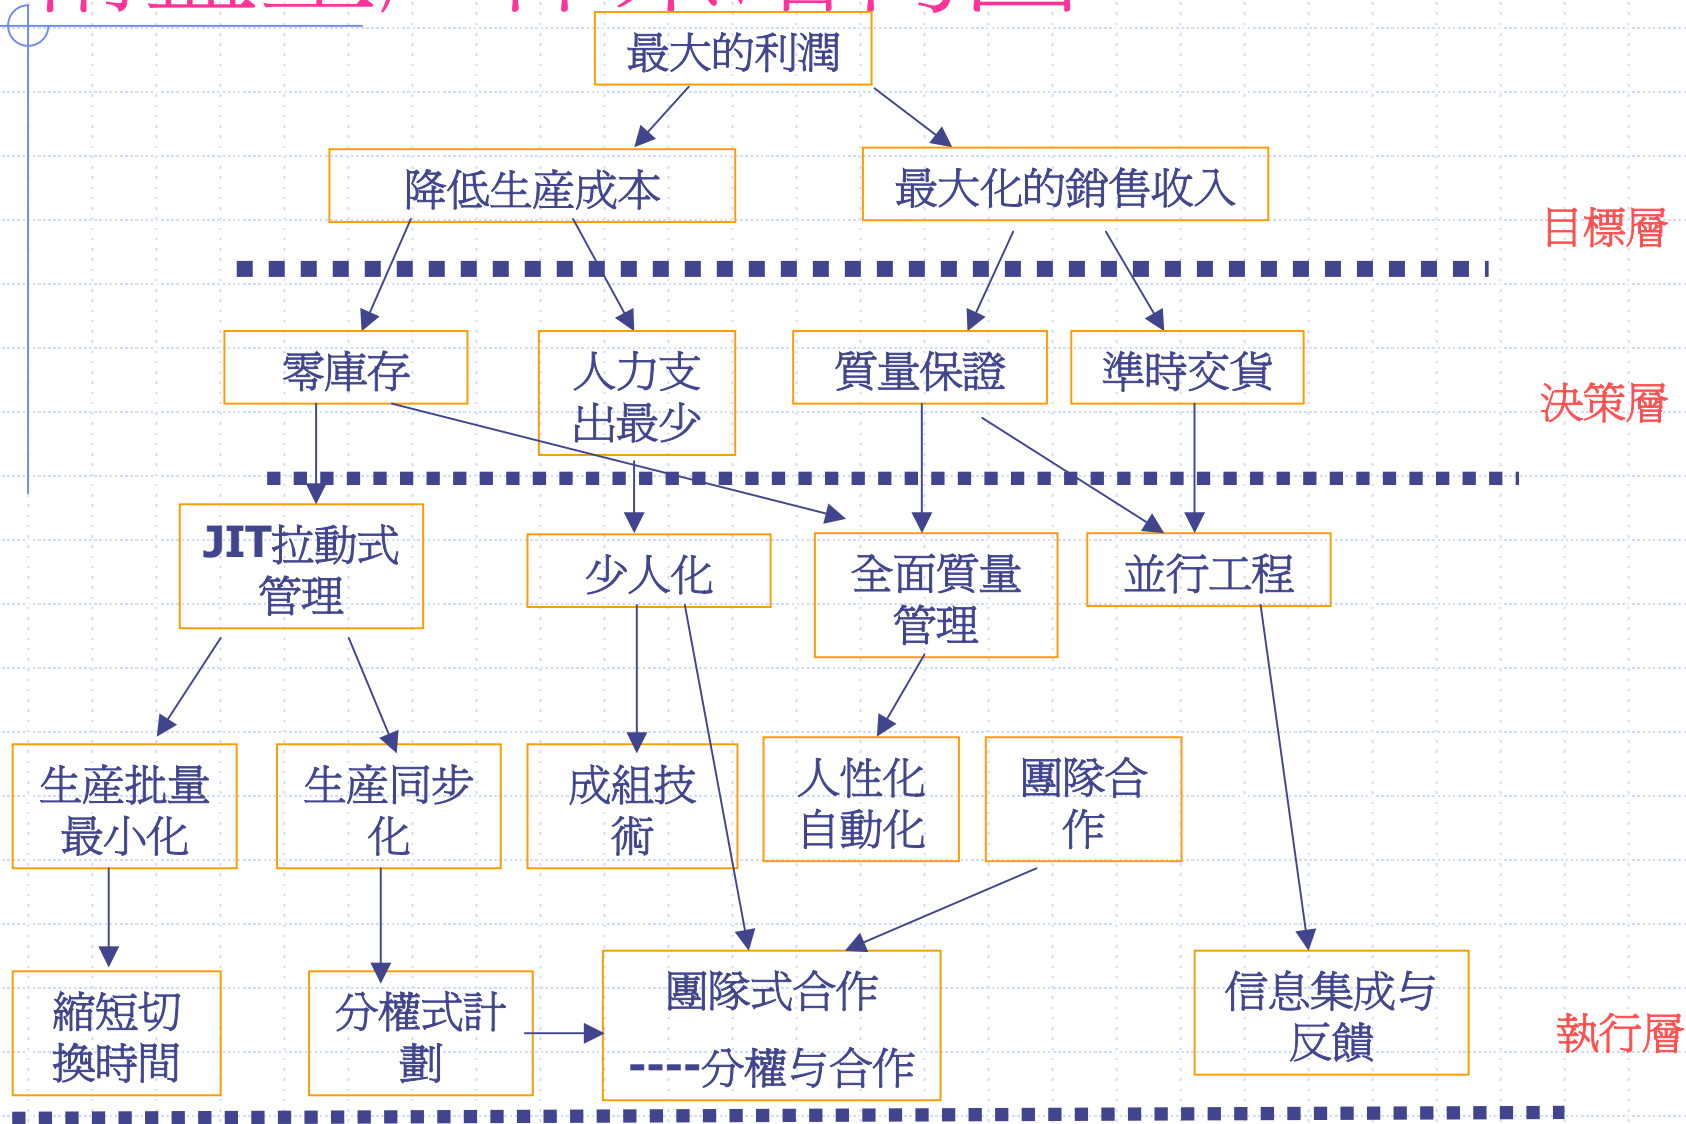 最大的利潤
降低生産成本
最大化的銷售收入
目標層
零庫存
人力支
出最少
質量保證
準時交貨
決策層
JIT拉動式
管理
少人化
全面質量
管理
並行工程
生産批量
最小化
生産同步
化
成組技
術
人性化
自動化
團隊合
作
縮短切
換時間
分權式計
劃
團隊式合作
----分權与合作
信息集成与
反饋
執行層